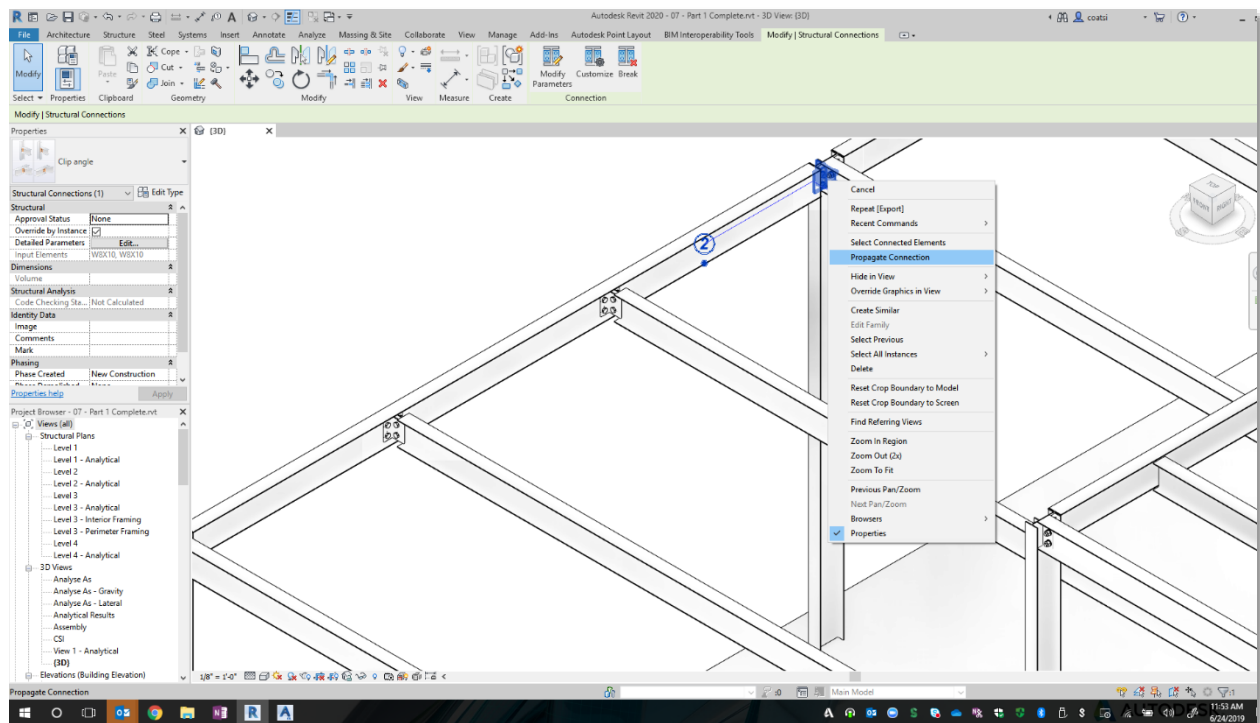 Autodesk Revit 2020 - 07 - Part 1 Complete.rvt - 3D View: {3D}
coatsi
File Architecture Structure Steel Systems Insert Annotate Analyze Massing & Site Collaborate View Manage Add-Ins Autodesk Point Layout BIM Interoperability Tools Modify | Structural Connections
Modify
Paste
Cope
Cut
Join
Modify Parameters
Customize
Break
Select Properties Clipboard Geometry Modify View Measure Create Connection
Modify | Structural Connections
Properties
{3D}
Clip angle
Structural Connections (1) Edit Type
Structural
Approval Status None
Override by Instance
Detailed Parameters Edit...
Input Elements W8X10, W8X10
Dimensions
Volume
Structural Analysis
Code Checking Sta... Not Calculated
Identity Data
Image
Comments
Mark
Phasing
Phase Created New Construction
Phase Demolished None
Properties help Apply
Project Browser - 07 - Part 1 Complete.rvt
Views (all)
Structural Plans
Level 1
Level 1 - Analytical
Level 2
Level 2 - Analytical
Level 3
Level 3 - Analytical
Level 3 - Interior Framing
Level 3 - Perimeter Framing
Level 4
Level 4 - Analytical
3D Views
Analyse As
Analyse As - Gravity
Analyse As - Lateral
Analytical Results
Assembly
CSI
View 1 - Analytical
{3D}
Elevations (Building Elevation)
2
TOP
FRONT
RIGHT
Cancel
Repeat [Export]
Recent Commands
Select Connected Elements
Propagate Connection
Hide in View
Override Graphics in View
Create Similar
Edit Family
Select Previous
Select All Instances
Delete
Reset Crop Boundary to Model
Reset Crop Boundary to Screen
Find Referring Views
Zoom In Region
Zoom Out (2x)
Zoom To Fit
Previous Pan/Zoom
Next Pan/Zoom
Browsers
Properties
1/8" = 1'-0"
Propagate Connection
:0
Main Model
:1
AUTODESK
11:53 AM
6/24/2019